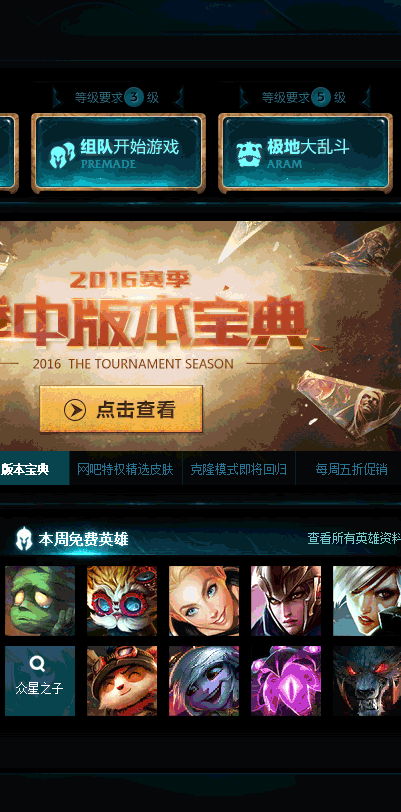 等级要求 3 级
等级要求 5 级
组队开始游戏
PREMADE
极地大乱斗
ARAM
2016赛季
季中版本宝典
2016 THE TOURNAMENT SEASON
点击查看
版本宝典
网吧特权精选皮肤
克隆模式即将回归
每周五折促销
本周免费英雄
查看所有英雄资料
众星之子